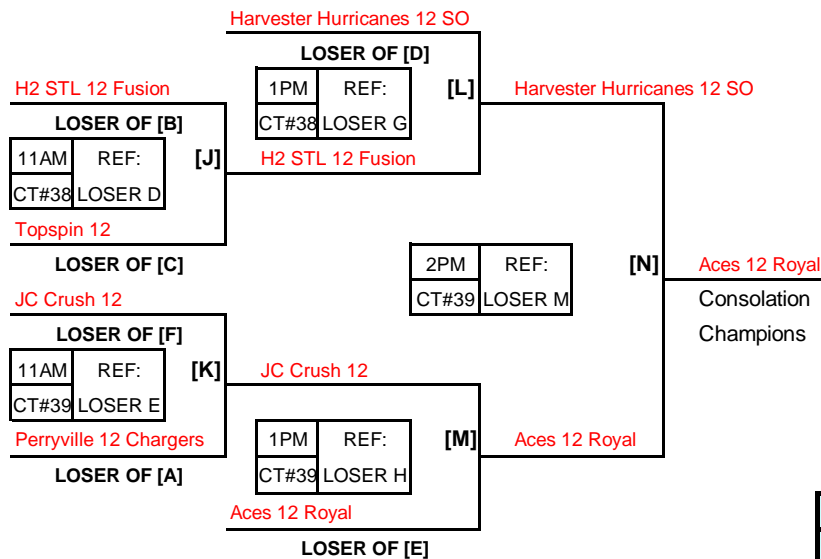 Harvester Hurricanes 12 SO
LOSER OF [D]
1PM REF: [L]
CT#38 LOSER G
Harvester Hurricanes 12 SO
H2 STL 12 Fusion
LOSER OF [B]
11AM REF: [J]
CT#38 LOSER D
H2 STL 12 Fusion
Topspin 12
LOSER OF [C]
2PM REF: [N]
CT#39 LOSER M
Aces 12 Royal
Consolation
Champions
JC Crush 12
LOSER OF [F]
11AM REF: [K]
CT#39 LOSER E
JC Crush 12
Perryville 12 Chargers
LOSER OF [A]
1PM REF: [M]
CT#39 LOSER H
Aces 12 Royal
Aces 12 Royal
LOSER OF [E]